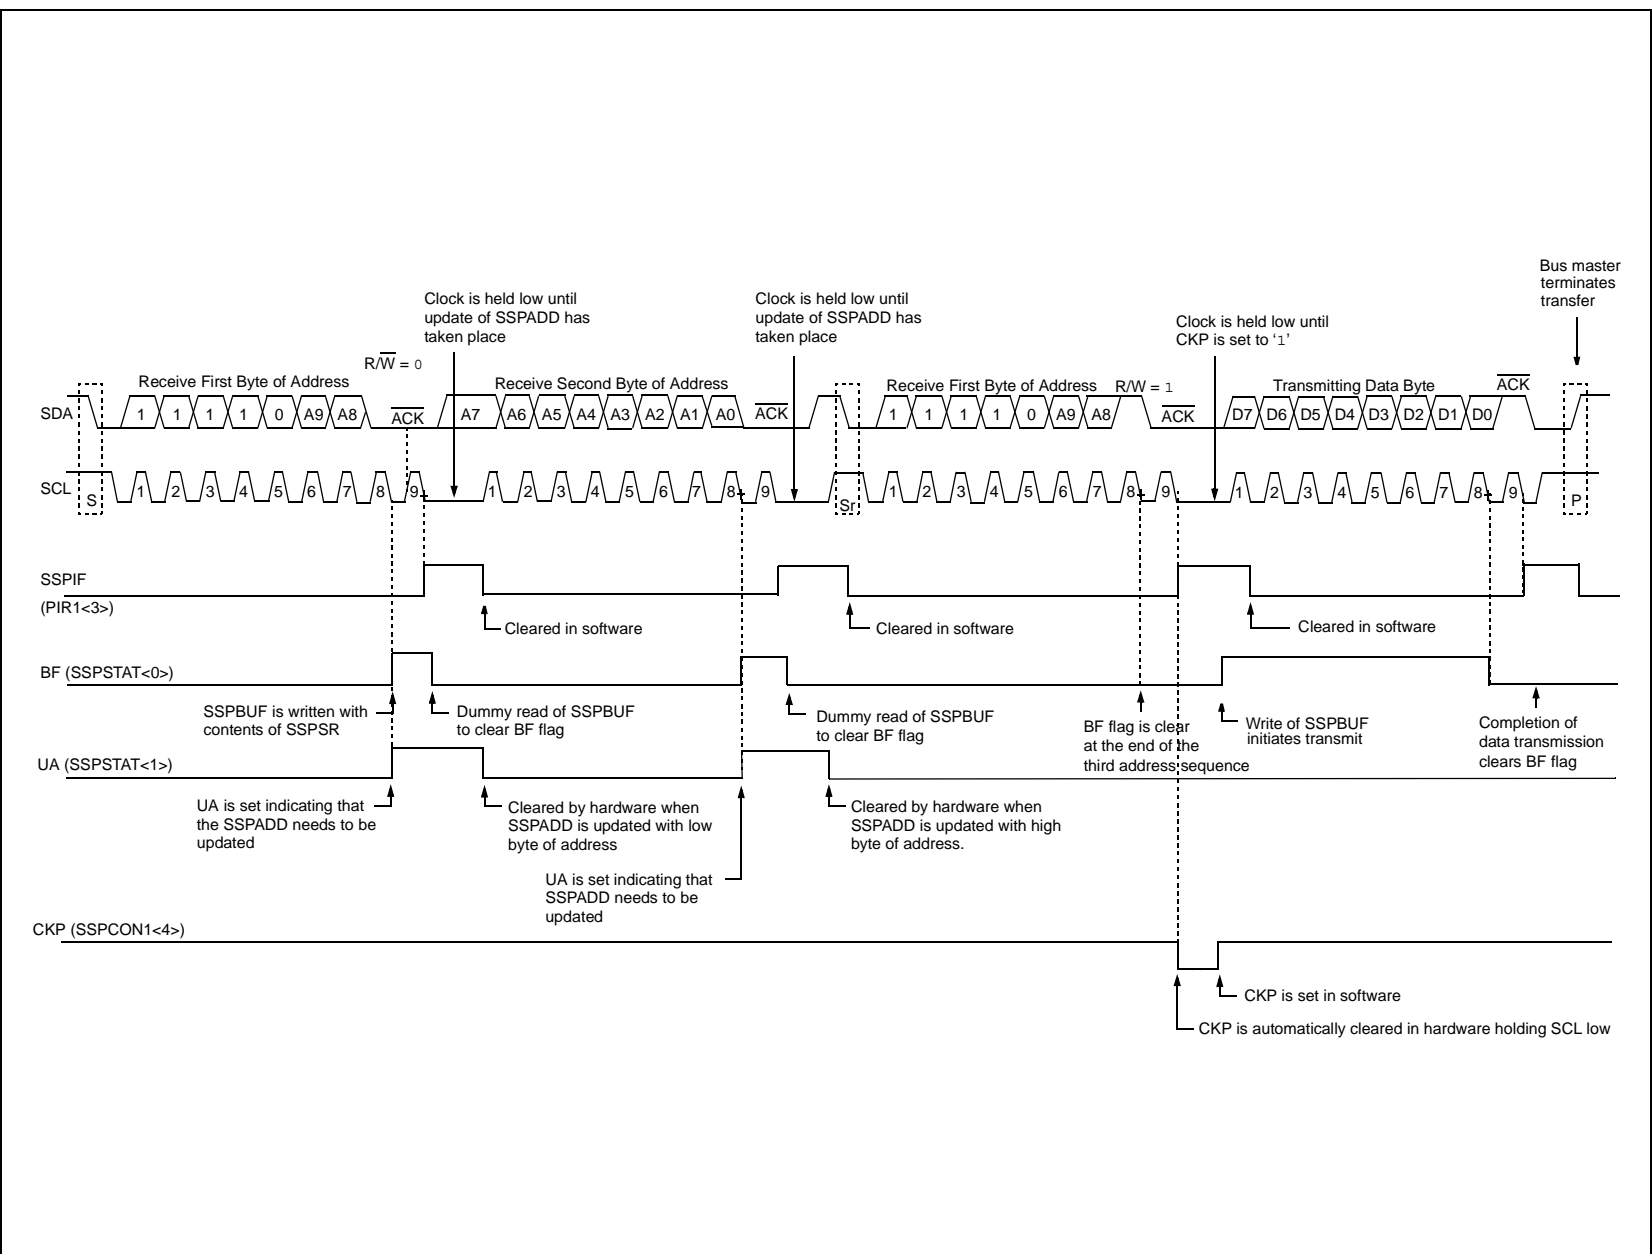 Bus master
terminates
transfer
Clock is held low until
update of SSPADD has
taken place
Clock is held low until
update of SSPADD has
taken place
Clock is held low until
CKP is set to ‘1’
R/W = 0
Receive First Byte of Address
Receive Second Byte of Address
Receive First Byte of Address
R/W = 1
Transmitting Data Byte
ACK
SDA
1 1 1 1 0 A9 A8
ACK
A7 A6 A5 A4 A3 A2 A1 A0
ACK
1 1 1 1 0 A9 A8
ACK
D7 D6 D5 D4 D3 D2 D1 D0
SCL
S
1 2 3 4 5 6 7 8 9
1 2 3 4 5 6 7 8 9
Sr
1 2 3 4 5 6 7 8 9
1 2 3 4 5 6 7 8 9
P
SSPIF
(PIR1<3>)
Cleared in software
Cleared in software
Cleared in software
BF (SSPSTAT<0>)
SSPBUF is written with
contents of SSPSR
Dummy read of SSPBUF
to clear BF flag
Dummy read of SSPBUF
to clear BF flag
BF flag is clear
at the end of the
third address sequence
Write of SSPBUF
initiates transmit
Completion of
data transmission
clears BF flag
UA (SSPSTAT<1>)
UA is set indicating that
the SSPADD needs to be
updated
Cleared by hardware when
SSPADD is updated with low
byte of address
UA is set indicating that
SSPADD needs to be
updated
Cleared by hardware when
SSPADD is updated with high
byte of address.
CKP (SSPCON1<4>)
CKP is set in software
CKP is automatically cleared in hardware holding SCL low